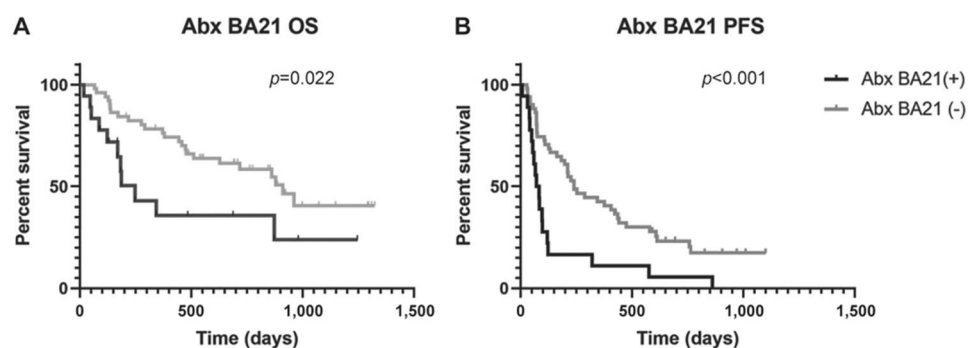 A
Abx BA21 OS
p=0.022
Percent survival
100
50
0
0
500
1,000
1,500
Time (days)
B
Abx BA21 PFS
p<0.001
Percent survival
100
50
0
0
500
1,000
1,500
Time (days)
Abx BA21(+)
Abx BA21 (-)